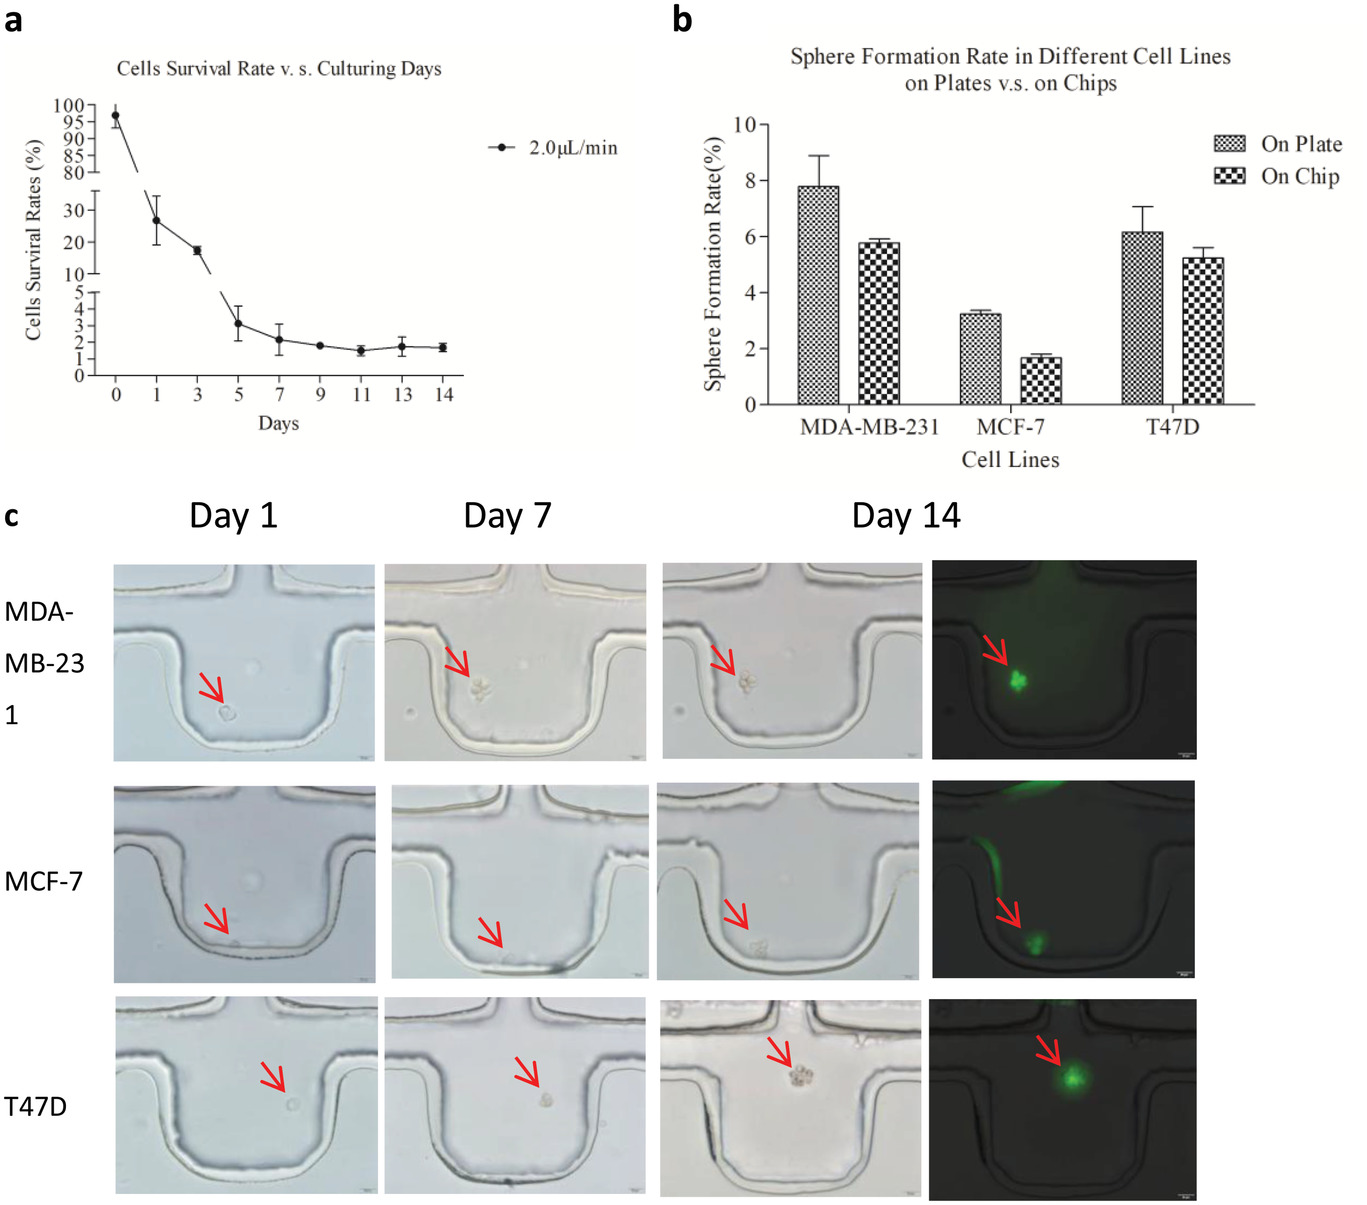 a
Cells Survival Rate v. s. Culturing Days
Cells Survival Rates (%)
100
95
90
85
80
30
20
10
5
4
3
2
1
0
0 1 3 5 7 9 11 13 14
Days
2.0μL/min
b
Sphere Formation Rate in Different Cell Lines
on Plates v.s. on Chips
Sphere Formation Rate(%)
10
8
6
4
2
0
MDA-MB-231 MCF-7 T47D
Cell Lines
On Plate
On Chip
c
Day 1 Day 7 Day 14
MDA-
MB-23
1
MCF-7
T47D